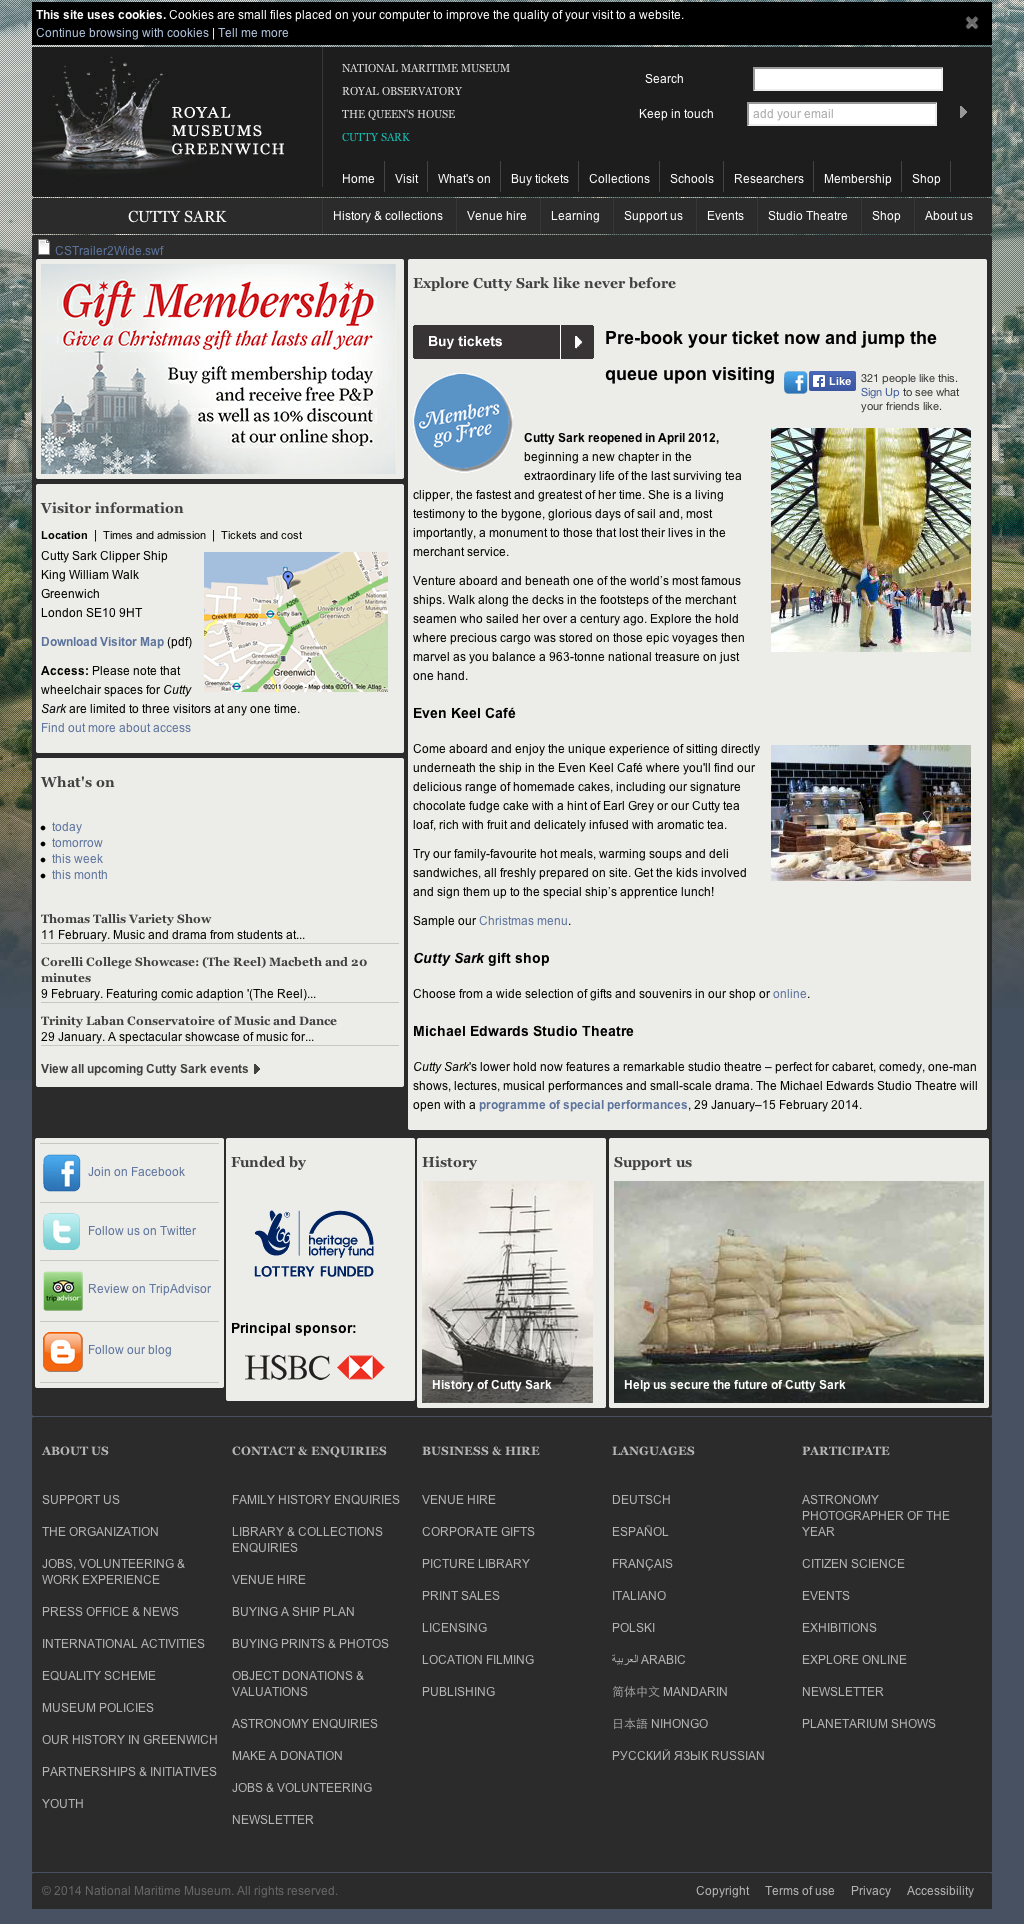 This site uses cookies. Cookies are small files placed on your computer to improve the quality of your visit to a website.
Continue browsing with cookies | Tell me more
ROYAL
MUSEUMS
GREENWICH
NATIONAL MARITIME MUSEUM
ROYAL OBSERVATORY
THE QUEEN'S HOUSE
CUTTY SARK
Search
Keep in touch
add your email
Home
Visit
What's on
Buy tickets
Collections
Schools
Researchers
Membership
Shop
CUTTY SARK
History & collections
Venue hire
Learning
Support us
Events
Studio Theatre
Shop
About us
CSTrailer2Wide.swf
Gift Membership
Give a Christmas gift that lasts all year
Buy gift membership today
and receive free P&P
as well as 10% discount
at our online shop.
Visitor information
Location | Times and admission | Tickets and cost
Cutty Sark Clipper Ship
King William Walk
Greenwich
London SE10 9HT
Download Visitor Map (pdf)
Access: Please note that
wheelchair spaces for Cutty
Sark are limited to three visitors at any one time.
Find out more about access
Thames St
Creek Rd
A200
Cutty Sark
A206
University of
Greenwich
National
Maritime
Museum
Greenwich
Picturehouse
Greenwich
Theatre
Greenwich
©2011 Google - Map data ©2011 Tele Atlas -
What's on
today
tomorrow
this week
this month
Thomas Tallis Variety Show
11 February. Music and drama from students at...
Corelli College Showcase: (The Reel) Macbeth and 20
minutes
9 February. Featuring comic adaption '(The Reel)...
Trinity Laban Conservatoire of Music and Dance
29 January. A spectacular showcase of music for...
View all upcoming Cutty Sark events
Explore Cutty Sark like never before
Buy tickets
Pre-book your ticket now and jump the
queue upon visiting
Like
321 people like this.
Sign Up to see what
your friends like.
Members
go Free
Cutty Sark reopened in April 2012,
beginning a new chapter in the
extraordinary life of the last surviving tea
clipper, the fastest and greatest of her time. She is a living
testimony to the bygone, glorious days of sail and, most
importantly, a monument to those that lost their lives in the
merchant service.
Venture aboard and beneath one of the world's most famous
ships. Walk along the decks in the footsteps of the merchant
seamen who sailed her over a century ago. Explore the hold
where precious cargo was stored on those epic voyages then
marvel as you balance a 963-tonne national treasure on just
one hand.
Even Keel Café
Come aboard and enjoy the unique experience of sitting directly
underneath the ship in the Even Keel Café where you'll find our
delicious range of homemade cakes, including our signature
chocolate fudge cake with a hint of Earl Grey or our Cutty tea
loaf, rich with fruit and delicately infused with aromatic tea.
Try our family-favourite hot meals, warming soups and deli
sandwiches, all freshly prepared on site. Get the kids involved
and sign them up to the special ship's apprentice lunch!
Sample our Christmas menu.
Cutty Sark gift shop
Choose from a wide selection of gifts and souvenirs in our shop or online.
Michael Edwards Studio Theatre
Cutty Sark's lower hold now features a remarkable studio theatre – perfect for cabaret, comedy, one-man
shows, lectures, musical performances and small-scale drama. The Michael Edwards Studio Theatre will
open with a programme of special performances, 29 January–15 February 2014.
Join on Facebook
Follow us on Twitter
tripadvisor
Review on TripAdvisor
Follow our blog
Funded by
heritage
lottery fund
LOTTERY FUNDED
Principal sponsor:
HSBC
History
History of Cutty Sark
Support us
Help us secure the future of Cutty Sark
ABOUT US
SUPPORT US
THE ORGANIZATION
JOBS, VOLUNTEERING &
WORK EXPERIENCE
PRESS OFFICE & NEWS
INTERNATIONAL ACTIVITIES
EQUALITY SCHEME
MUSEUM POLICIES
OUR HISTORY IN GREENWICH
PARTNERSHIPS & INITIATIVES
YOUTH
CONTACT & ENQUIRIES
FAMILY HISTORY ENQUIRIES
LIBRARY & COLLECTIONS
ENQUIRIES
VENUE HIRE
BUYING A SHIP PLAN
BUYING PRINTS & PHOTOS
OBJECT DONATIONS &
VALUATIONS
ASTRONOMY ENQUIRIES
MAKE A DONATION
JOBS & VOLUNTEERING
NEWSLETTER
BUSINESS & HIRE
VENUE HIRE
CORPORATE GIFTS
PICTURE LIBRARY
PRINT SALES
LICENSING
LOCATION FILMING
PUBLISHING
LANGUAGES
DEUTSCH
ESPAÑOL
FRANÇAIS
ITALIANO
POLSKI
العربية ARABIC
简体中文 MANDARIN
日本語 NIHONGO
РУССКИЙ ЯЗЫК RUSSIAN
PARTICIPATE
ASTRONOMY
PHOTOGRAPHER OF THE
YEAR
CITIZEN SCIENCE
EVENTS
EXHIBITIONS
EXPLORE ONLINE
NEWSLETTER
PLANETARIUM SHOWS
© 2014 National Maritime Museum. All rights reserved.
Copyright
Terms of use
Privacy
Accessibility